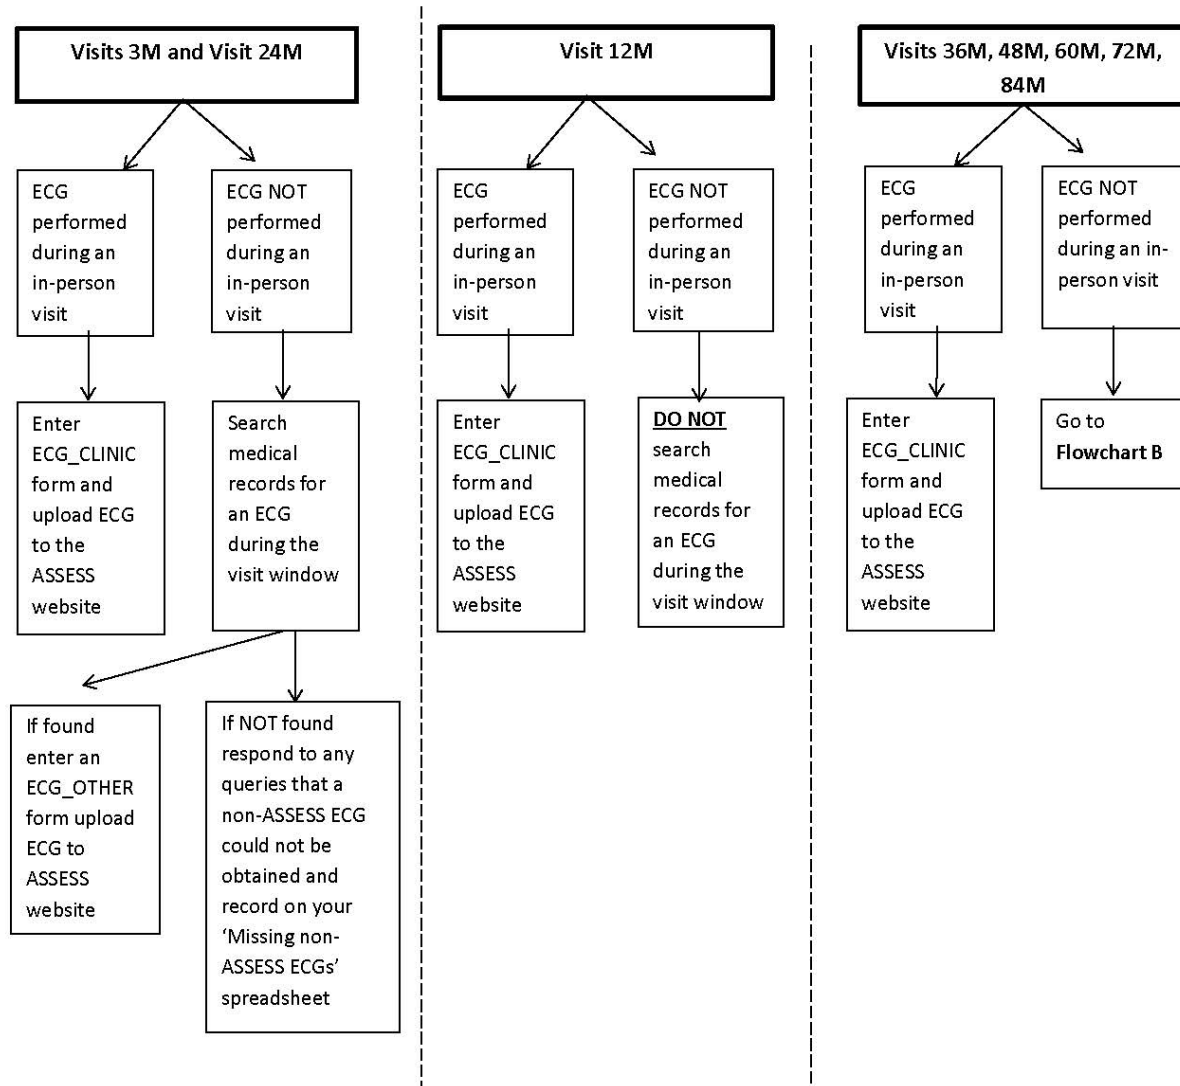 Visits 3M and Visit 24M
ECG
performed
during an
in-person
visit
ECG NOT
performed
during an
in-person
visit
Enter
ECG_CLINIC
form and
upload ECG
to the
ASSESS
website
Search
medical
records for
an ECG
during the
visit window
If found
enter an
ECG_OTHER
form upload
ECG to
ASSESS
website
If NOT found
respond to any
queries that a
non-ASSESS ECG
could not be
obtained and
record on your
‘Missing non-
ASSESS ECGs’
spreadsheet
Visit 12M
ECG
performed
during an
in-person
visit
ECG NOT
performed
during an
in-person
visit
Enter
ECG_CLINIC
form and
upload ECG
to the
ASSESS
website
DO NOT
search
medical
records for
an ECG
during the
visit window
Visits 36M, 48M, 60M, 72M,
84M
ECG
performed
during an
in-person
visit
ECG NOT
performed
during an in-
person visit
Enter
ECG_CLINIC
form and
upload ECG
to the
ASSESS
website
Go to
Flowchart B